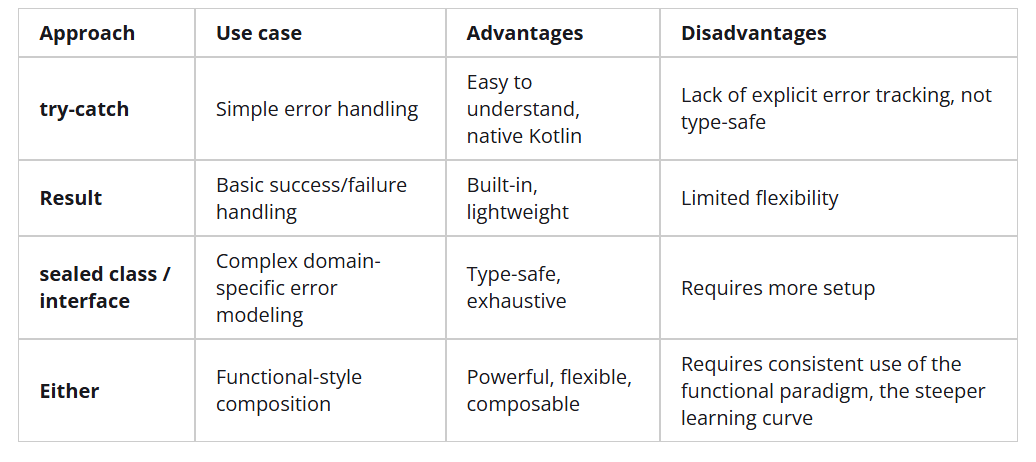 Approach
Use case
Advantages
Disadvantages
try-catch
Simple error handling
Easy to
understand,
native Kotlin
Lack of explicit error tracking, not
type-safe
Result
Basic success/failure
handling
Built-in,
lightweight
Limited flexibility
sealed class /
interface
Complex domain-
specific error
modeling
Type-safe,
exhaustive
Requires more setup
Either
Functional-style
composition
Powerful, flexible,
composable
Requires consistent use of the
functional paradigm, the steeper
learning curve